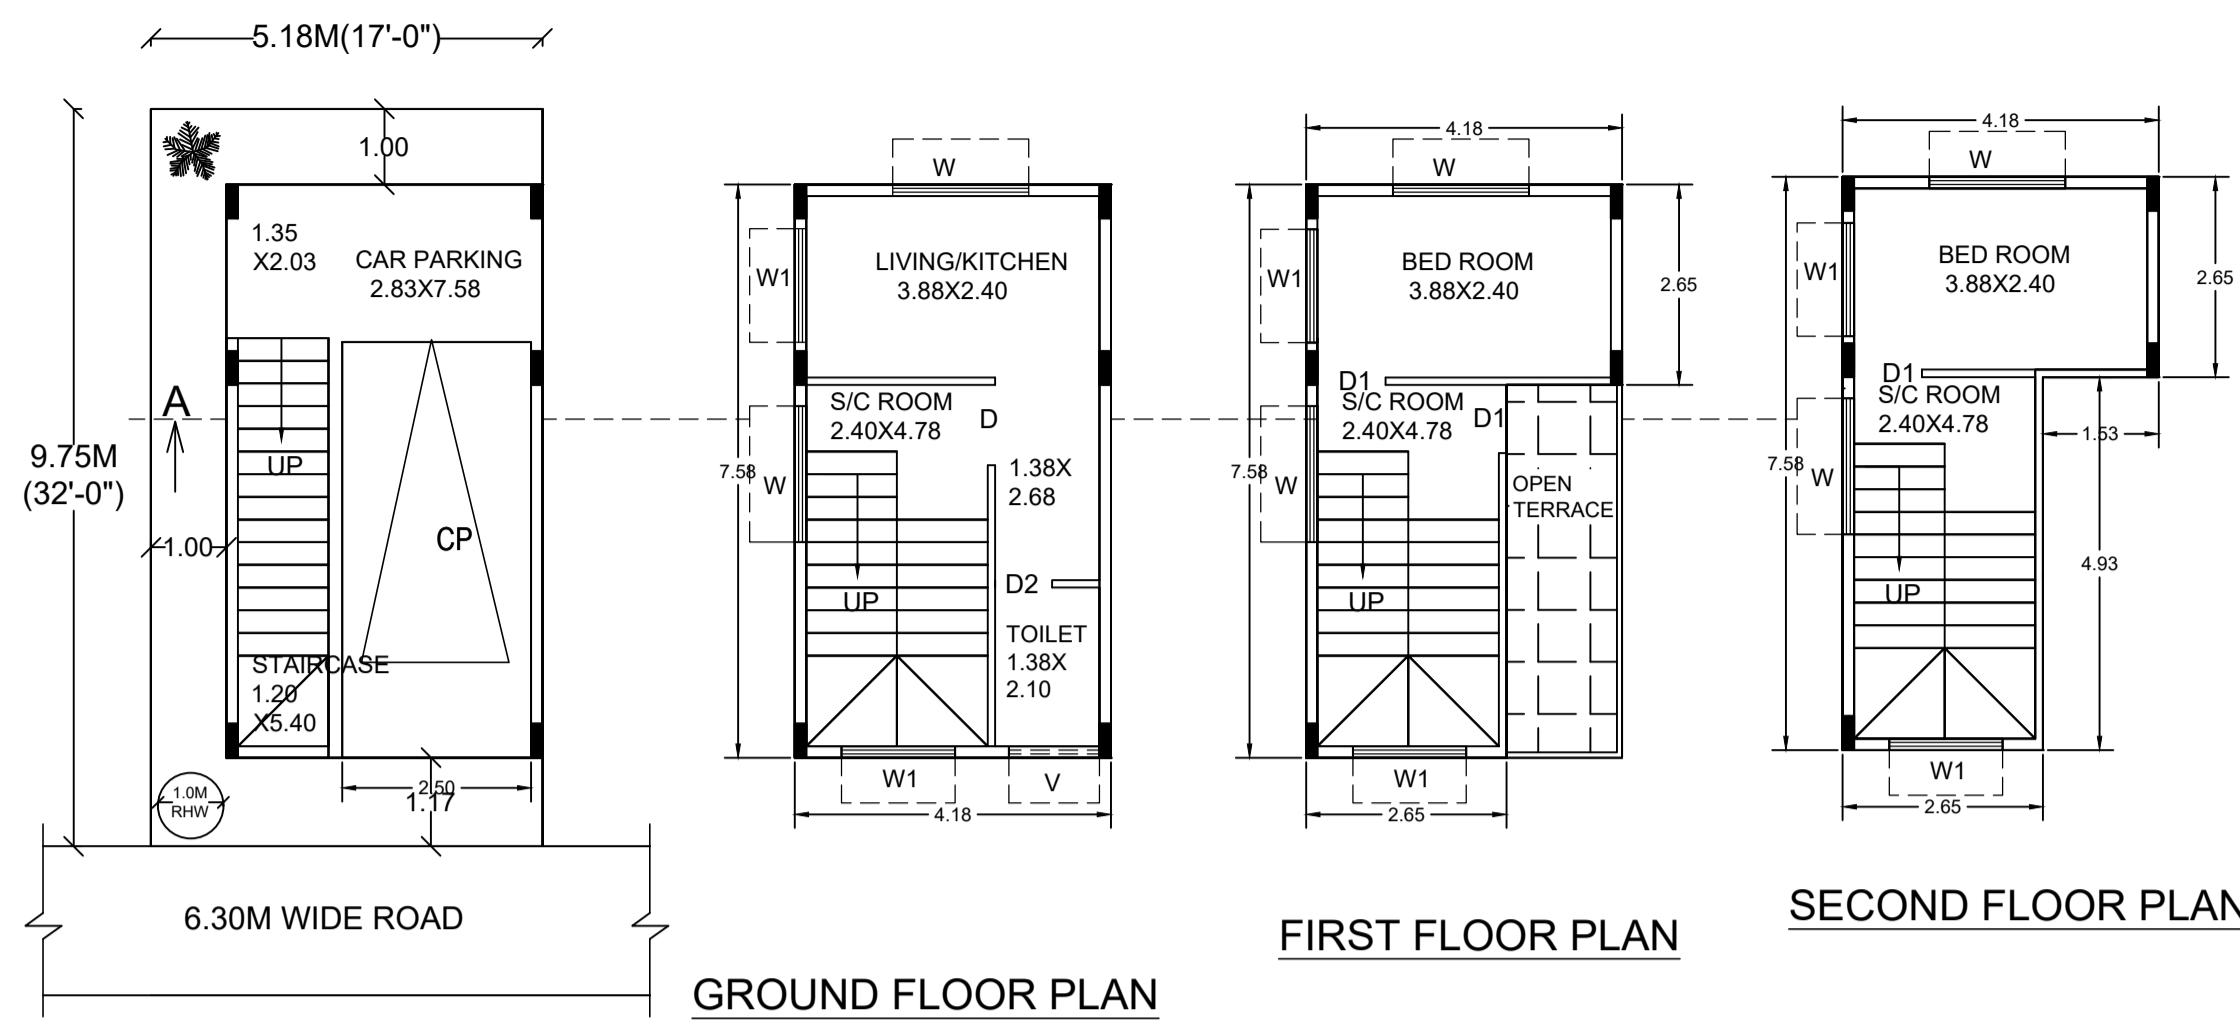 5.18M(17'-0")
1.00
1.35
X2.03
CAR PARKING
2.83X7.58
A
UP
9.75M
(32'-0")
1.00
CP
STAIRCASE
1.20
X5.40
1.0M
RHW
2.50
1.17
6.30M WIDE ROAD
W
W1
LIVING/KITCHEN
3.88X2.40
S/C ROOM
2.40X4.78
D
7.58
W
1.38X
2.68
UP
D2
TOILET
1.38X
2.10
W1
V
4.18
GROUND FLOOR PLAN
4.18
W
W1
BED ROOM
3.88X2.40
2.65
D1
S/C ROOM
2.40X4.78
D1
7.58
W
OPEN
TERRACE
UP
W1
2.65
FIRST FLOOR PLAN
4.18
W
W1
BED ROOM
3.88X2.40
2.65
D1
S/C ROOM
2.40X4.78
1.53
7.58
W
UP
4.93
W1
2.65
SECOND FLOOR PLAN